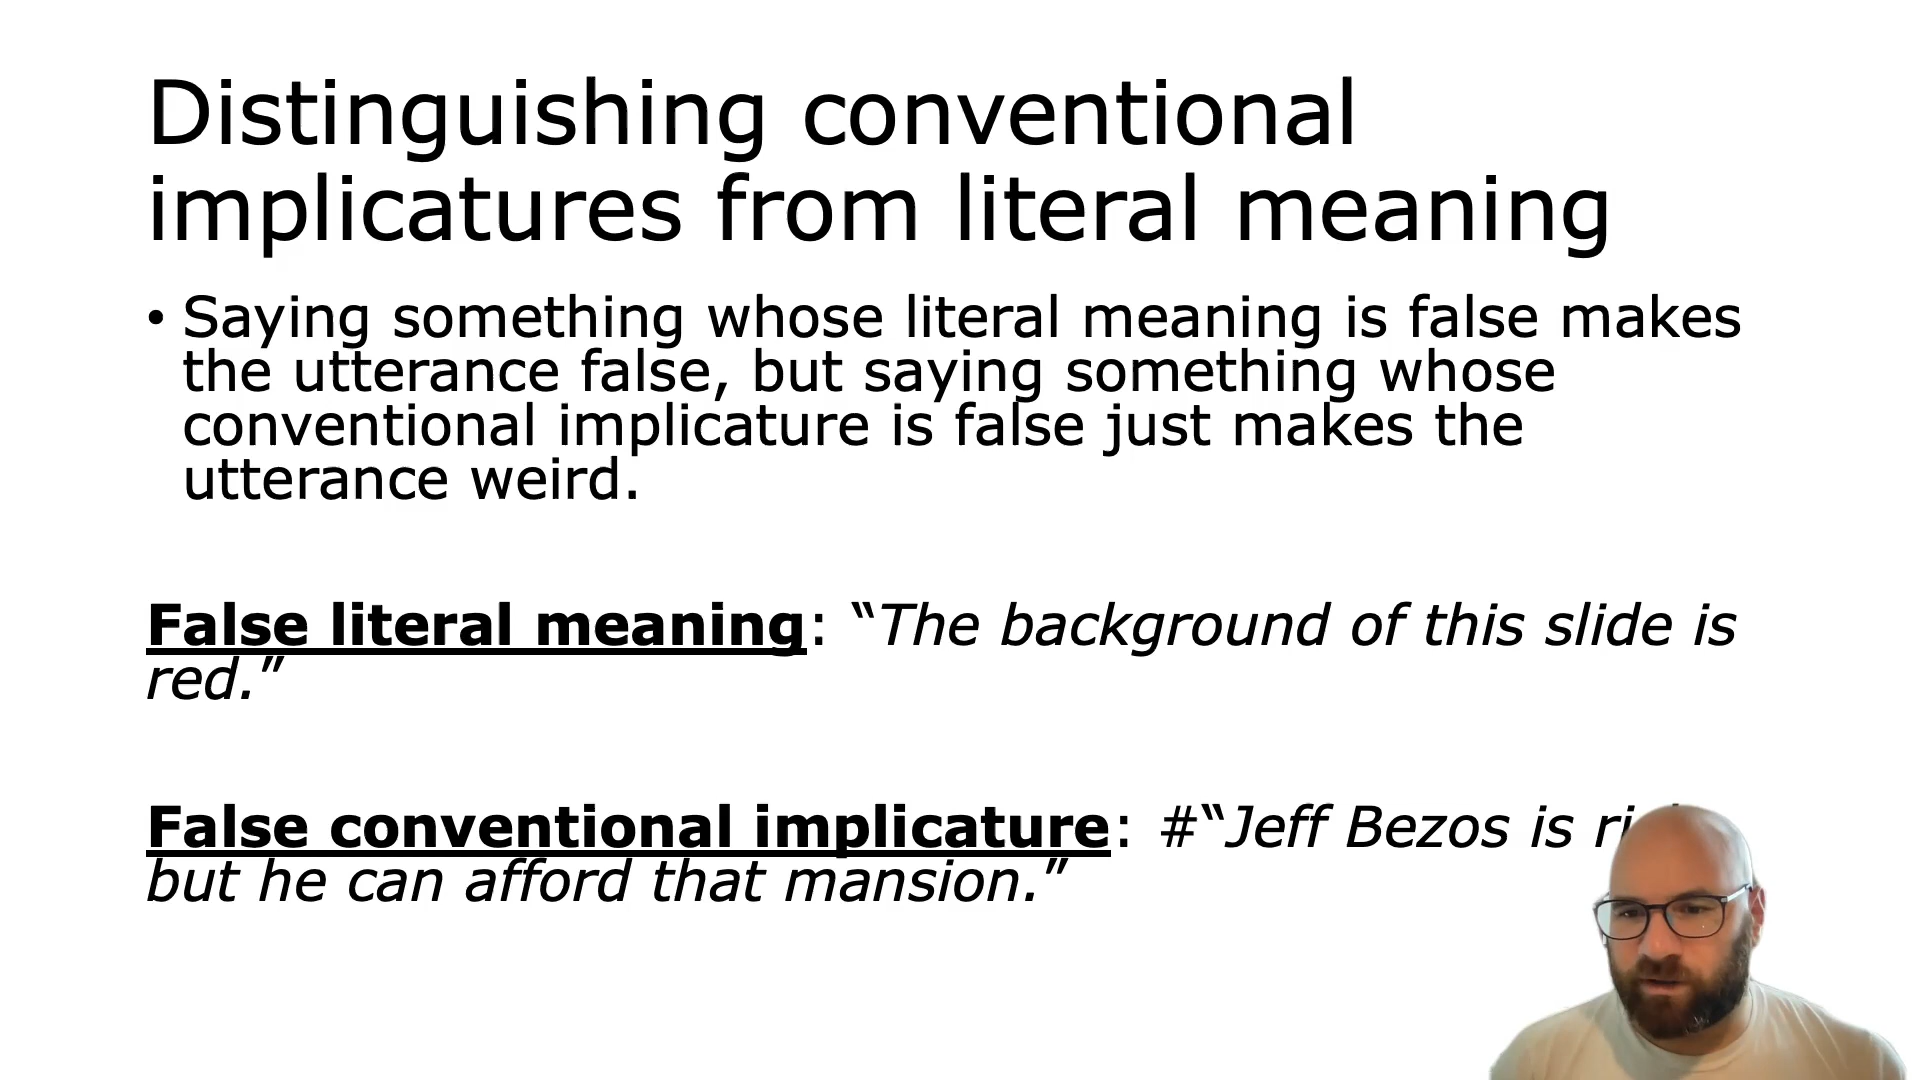 Distinguishing conventional
implicatures from literal meaning
• Saying something whose literal meaning is false makes
the utterance false, but saying something whose
conventional implicature is false just makes the
utterance weird.
False literal meaning: “The background of this slide is
red.”
False conventional implicature: #“Jeff Bezos is
but he can afford that mansion.”